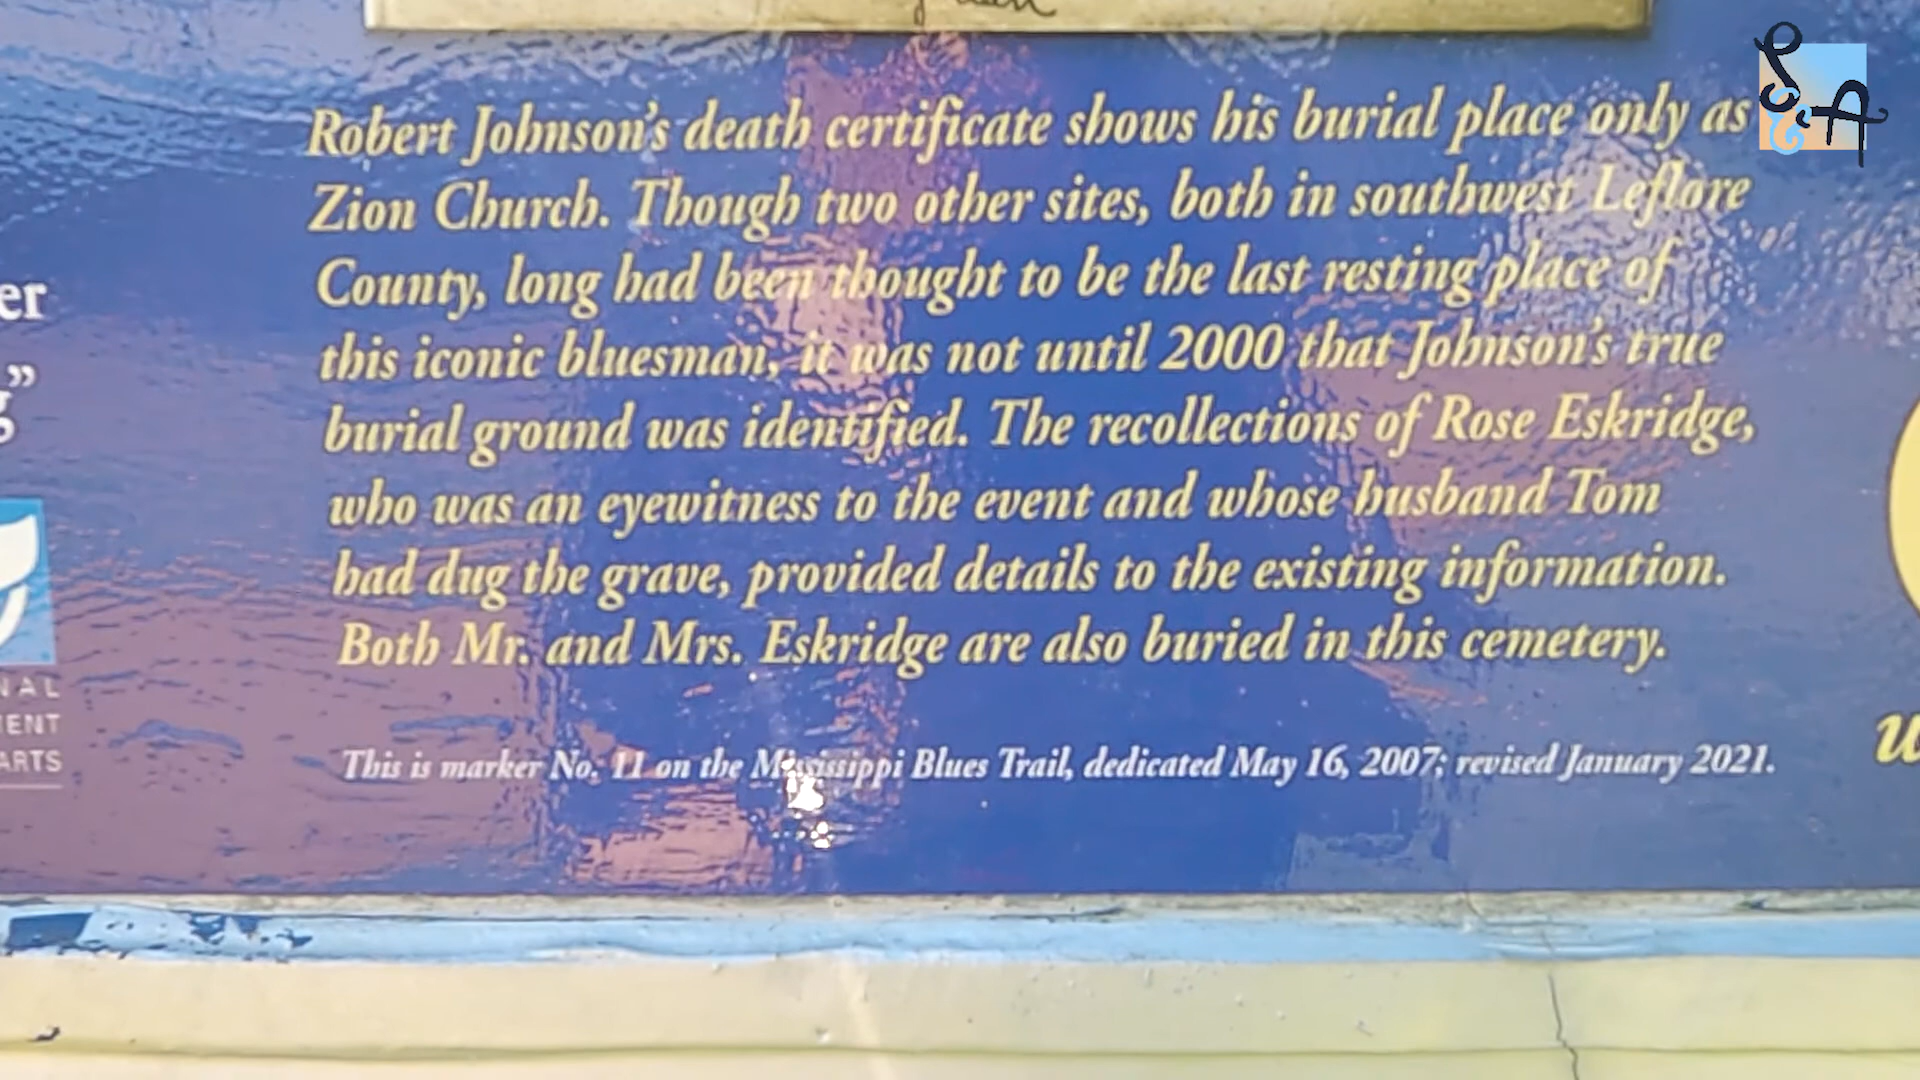 Robert Johnson's death certificate shows his burial place only as
Zion Church. Though two other sites, both in southwest Leflore
County, long had been thought to be the last resting place of
this iconic bluesman, it was not until 2000 that Johnson's true
burial ground was identified. The recollections of Rose Eskridge,
who was an eyewitness to the event and whose husband Tom
had dug the grave, provided details to the existing information.
Both Mr. and Mrs. Eskridge are also buried in this cemetery.
This is marker No. 11 on the Mississippi Blues Trail, dedicated May 16, 2007; revised January 2021.
er
g”
NAL
MENT
ARTS
S & A